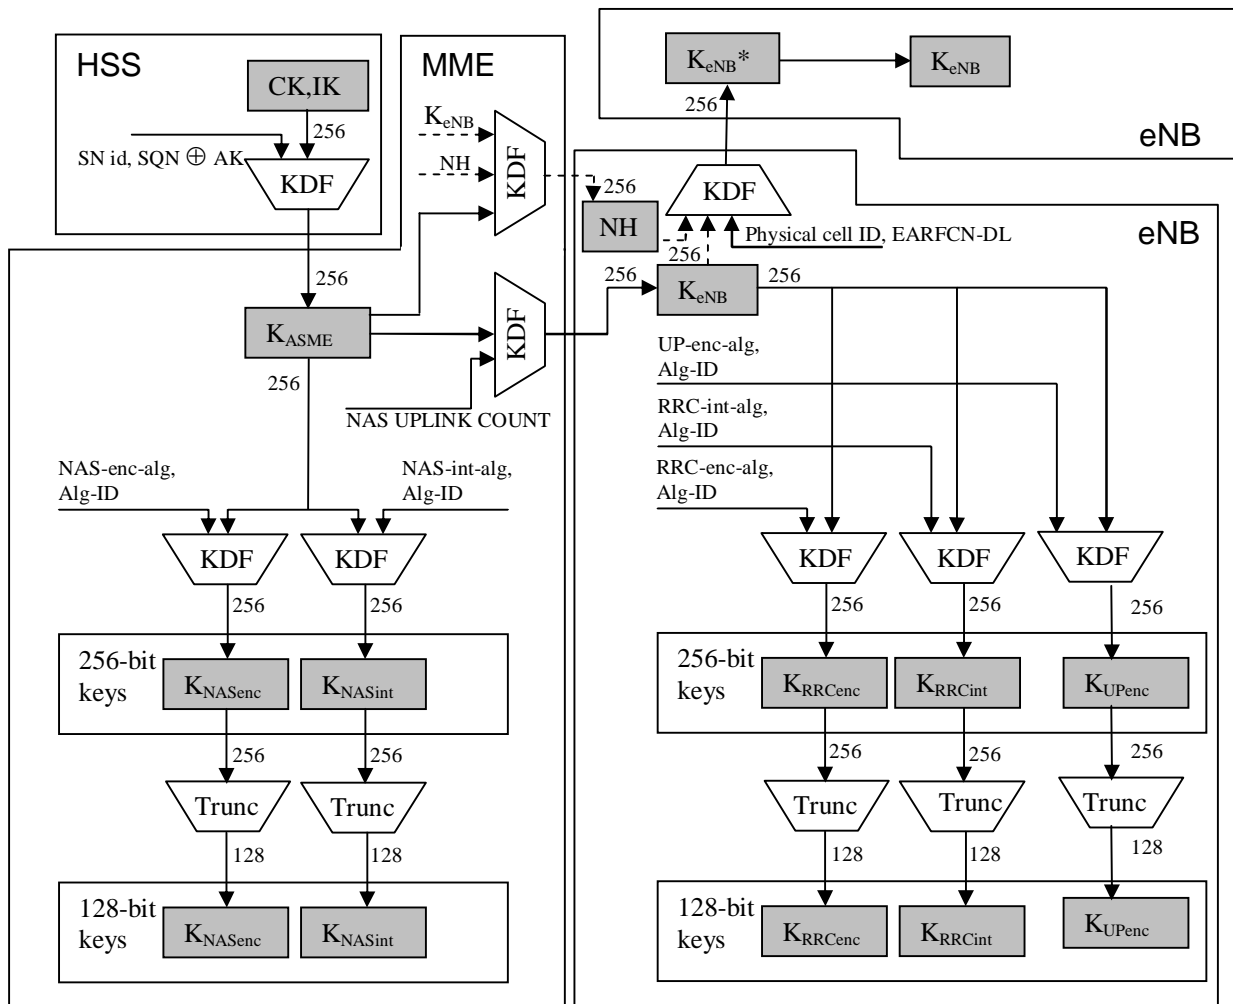 HSS
CK,IK
256
SN id, SQN ⊕ AK
KDF
256
MME
K_eNB
NH
KDF
256
NH
K_eNB*
K_eNB
256
eNB
KDF
Physical cell ID, EARFCN-DL
eNB
256
256
K_eNB
256
256
K_ASME
256
KDF
NAS UPLINK COUNT
UP-enc-alg,
Alg-ID
RRC-int-alg,
Alg-ID
RRC-enc-alg,
Alg-ID
NAS-enc-alg,
Alg-ID
NAS-int-alg,
Alg-ID
KDF
KDF
KDF
KDF
KDF
256
256
256
256
256
256-bit
keys
K_NASenc
K_NASint
256-bit
keys
K_RRCenc
K_RRCint
K_UPenc
256
256
256
256
256
Trunc
Trunc
Trunc
Trunc
Trunc
128
128
128
128
128
128-bit
keys
K_NASenc
K_NASint
128-bit
keys
K_RRCenc
K_RRCint
K_UPenc